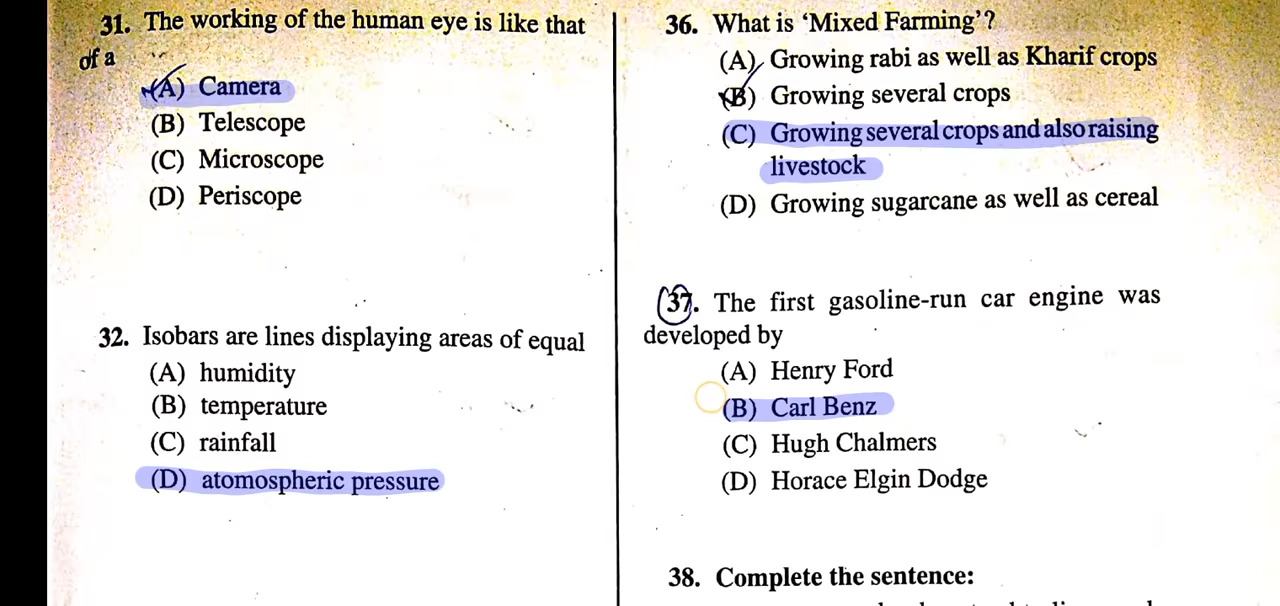 31. The working of the human eye is like that
of a
(A) Camera
(B) Telescope
(C) Microscope
(D) Periscope
32. Isobars are lines displaying areas of equal
(A) humidity
(B) temperature
(C) rainfall
(D) atomospheric pressure
36. What is ‘Mixed Farming’?
(A) Growing rabi as well as Kharif crops
(B) Growing several crops
(C) Growing several crops and also raising
livestock
(D) Growing sugarcane as well as cereal
37. The first gasoline-run car engine was
developed by
(A) Henry Ford
(B) Carl Benz
(C) Hugh Chalmers
(D) Horace Elgin Dodge
38. Complete the sentence: